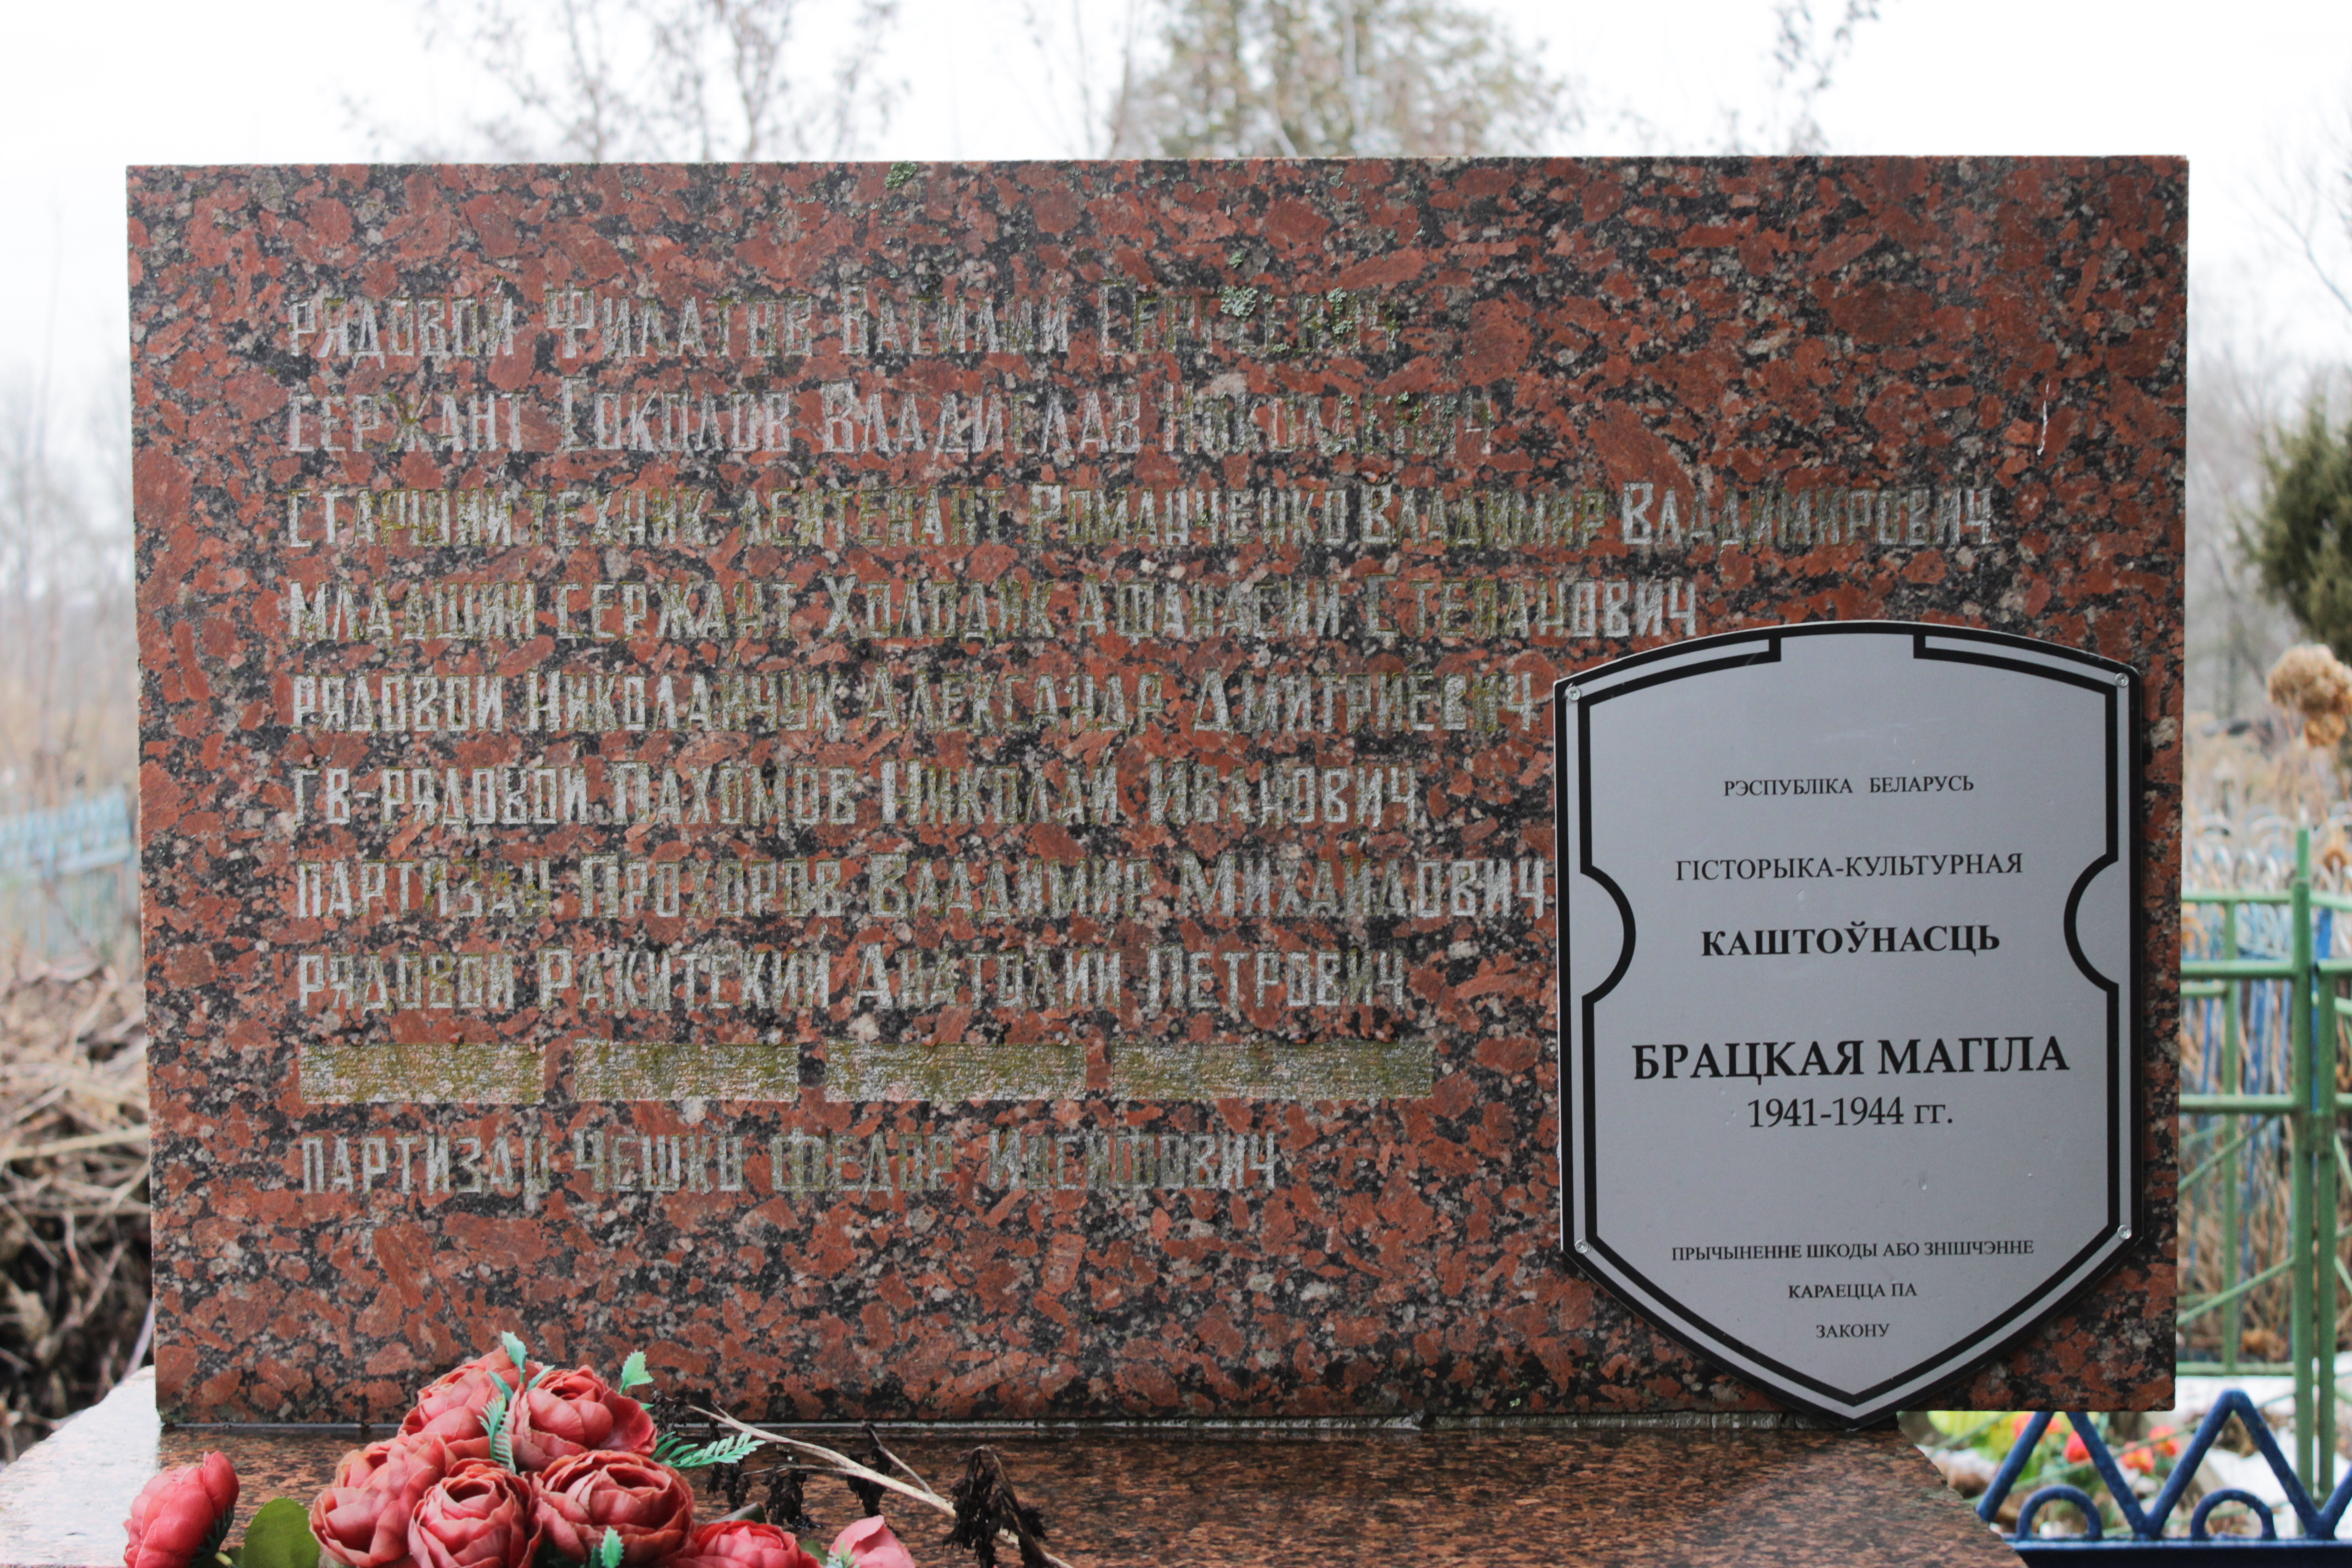 рядовой Филатов Василий Сергеевич
сержант Соколов Владислав Николаевич
старший техник-лейтенант Романченко Владимир Владимирович
младший сержант Холодик Афанасий Степанович
рядовой Николайчук Александр Дмитриевич
гв-рядовой Пахомов Николай Иванович
партизан Прохоров Владимир Михайлович
рядовой Ракитский Анатолий Петрович
партизан Чешко Федор Иосифович
РЭСПУБЛІКА БЕЛАРУСЬ
ГІСТОРЫКА-КУЛЬТУРНАЯ
КАШТОЎНАСЦЬ
БРАЦКАЯ МАГІЛА
1941-1944 гг.
ПРЫЧЫНЕННЕ ШКОДЫ АБО ЗНІШЧЭННЕ
КАРАЕЦЦА ПА
ЗАКОНУ